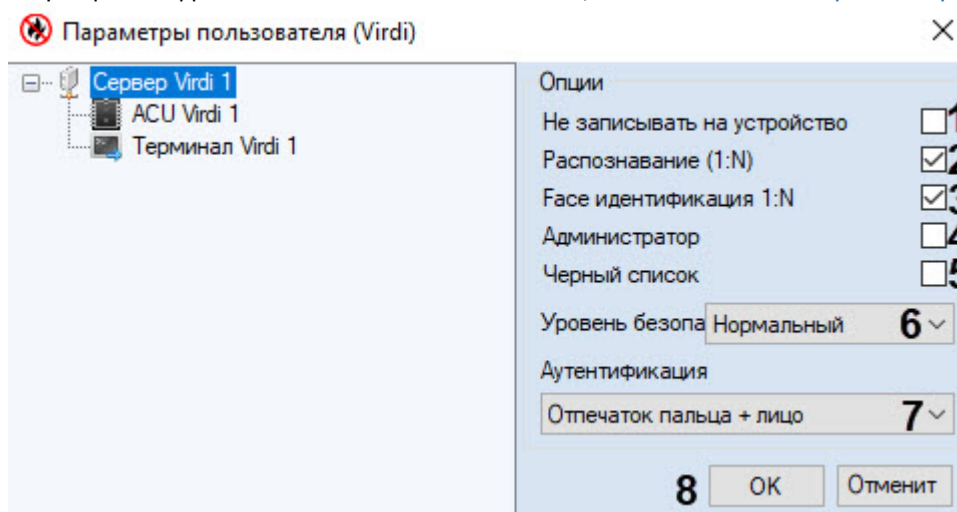 Параметры пользователя (Virdi)
Сервер Virdi 1
ACU Virdi 1
Терминал Virdi 1
Опции
Не записывать на устройство 1
Распознавание (1:N) 2
Face идентификация 1:N 3
Администратор 4
Черный список 5
Уровень безопа Нормальный 6
Аутентификация
Отпечаток пальца + лицо 7
8 OK Отменит